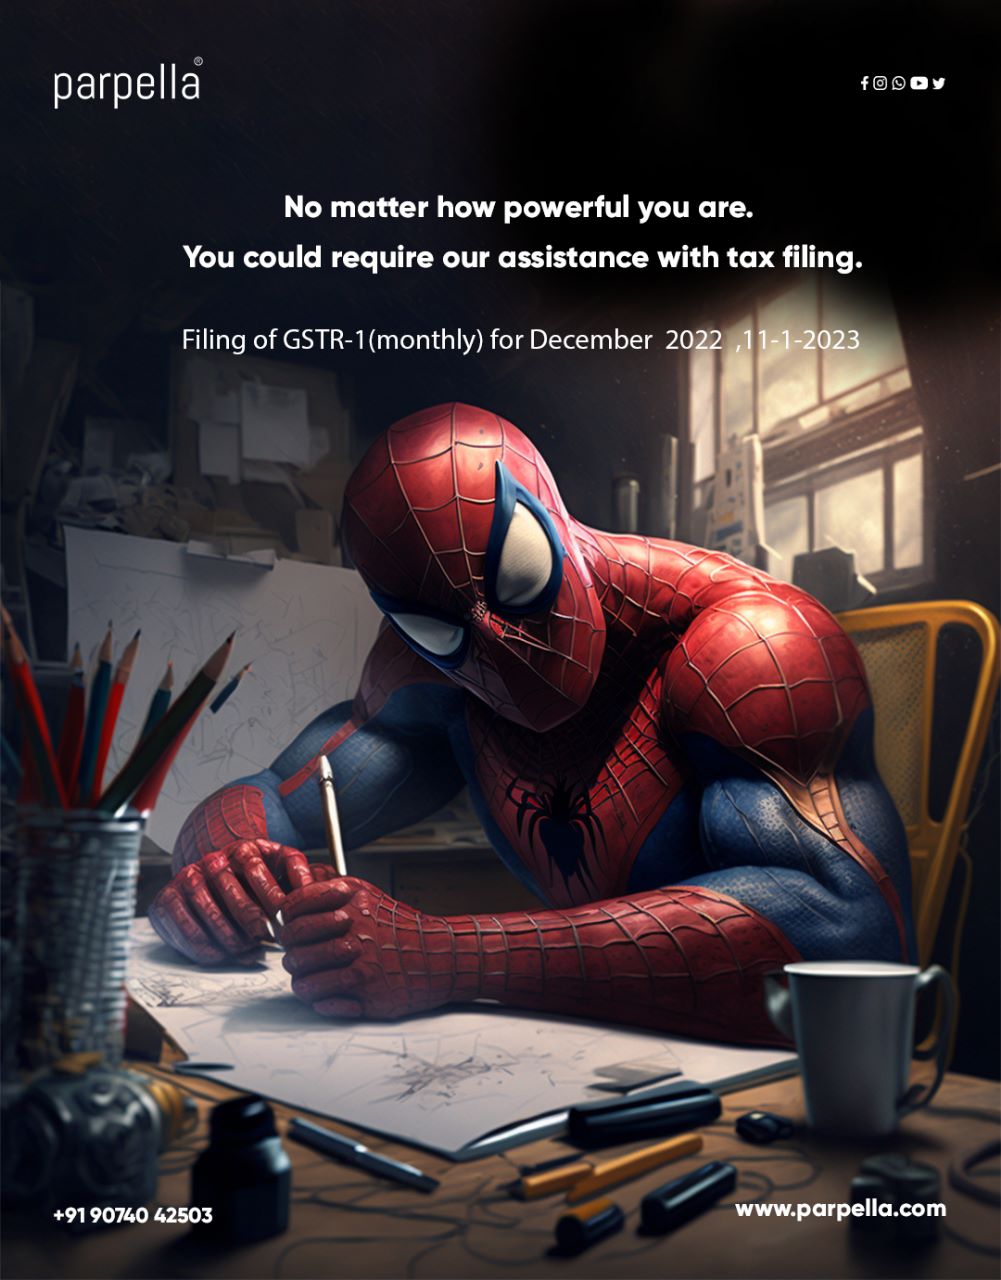 parpella®
No matter how powerful you are.
You could require our assistance with tax filing.
Filing of GSTR-1(monthly) for December  2022  ,11-1-2023
+91 90740 42503
www.parpella.com